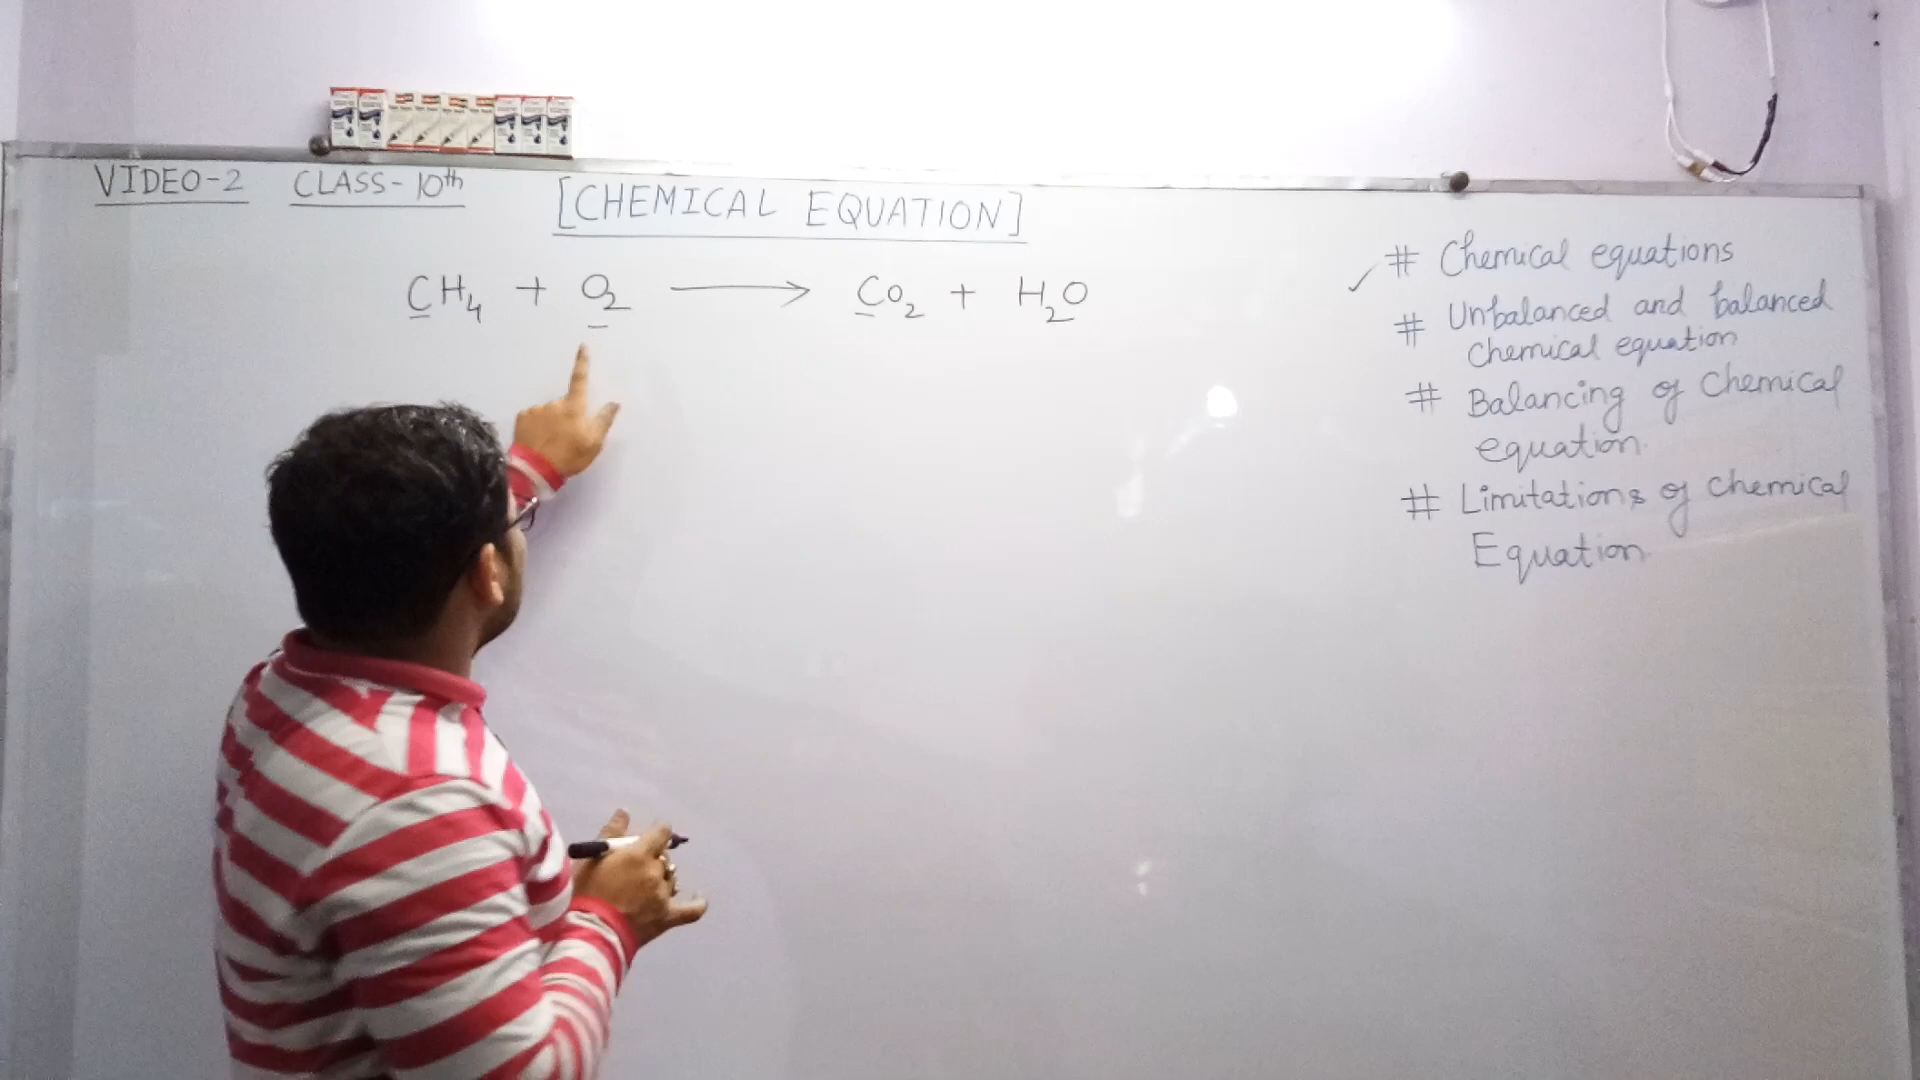 VIDEO-2 CLASS-10th [CHEMICAL EQUATION]
CH₄ + O₂ ⟶ Co₂ + H₂O
# Chemical equations
# Unbalanced and balanced
chemical equation
# Balancing of Chemical
equation.
# Limitations of chemical
Equation.